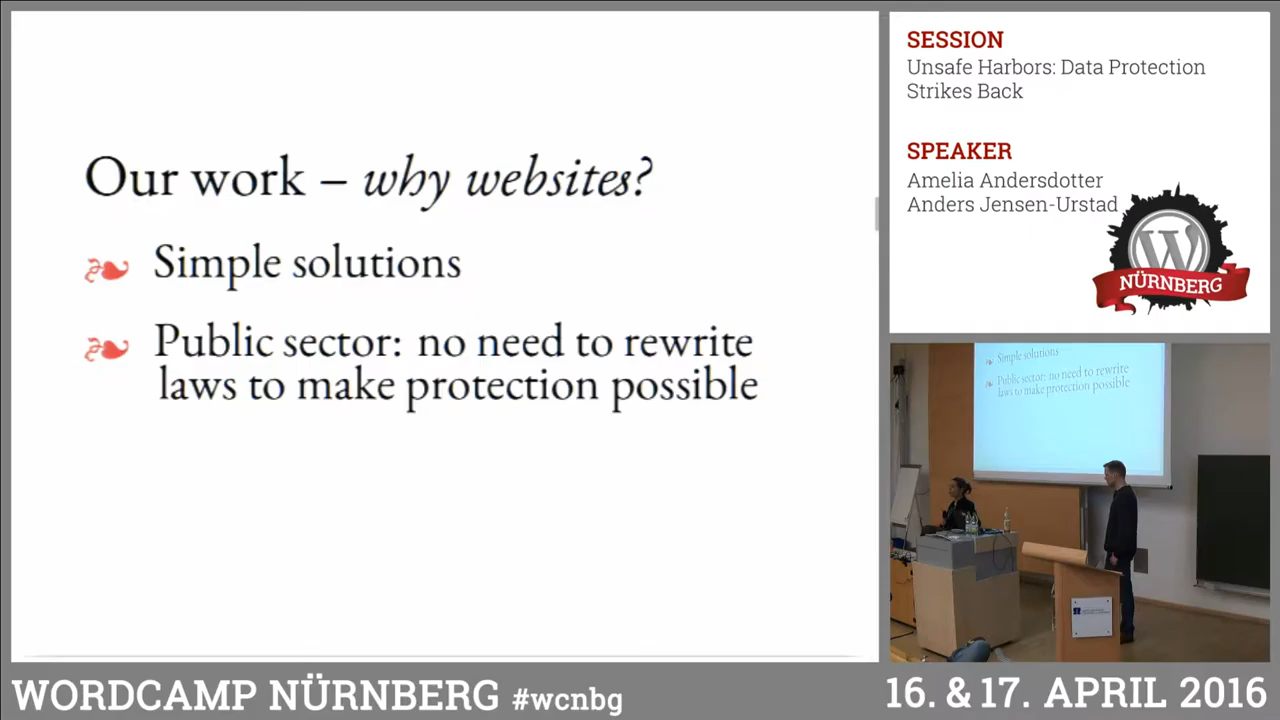 Our work – why websites?
Simple solutions
Public sector: no need to rewrite
laws to make protection possible
SESSION
Unsafe Harbors: Data Protection
Strikes Back
SPEAKER
Amelia Andersdotter
Anders Jensen-Urstad
W
NÜRNBERG
Simple solutions
Public sector: no need to rewrite
laws to make protection possible
WORDCAMP NÜRNBERG #wcnbg
16. & 17. APRIL 2016